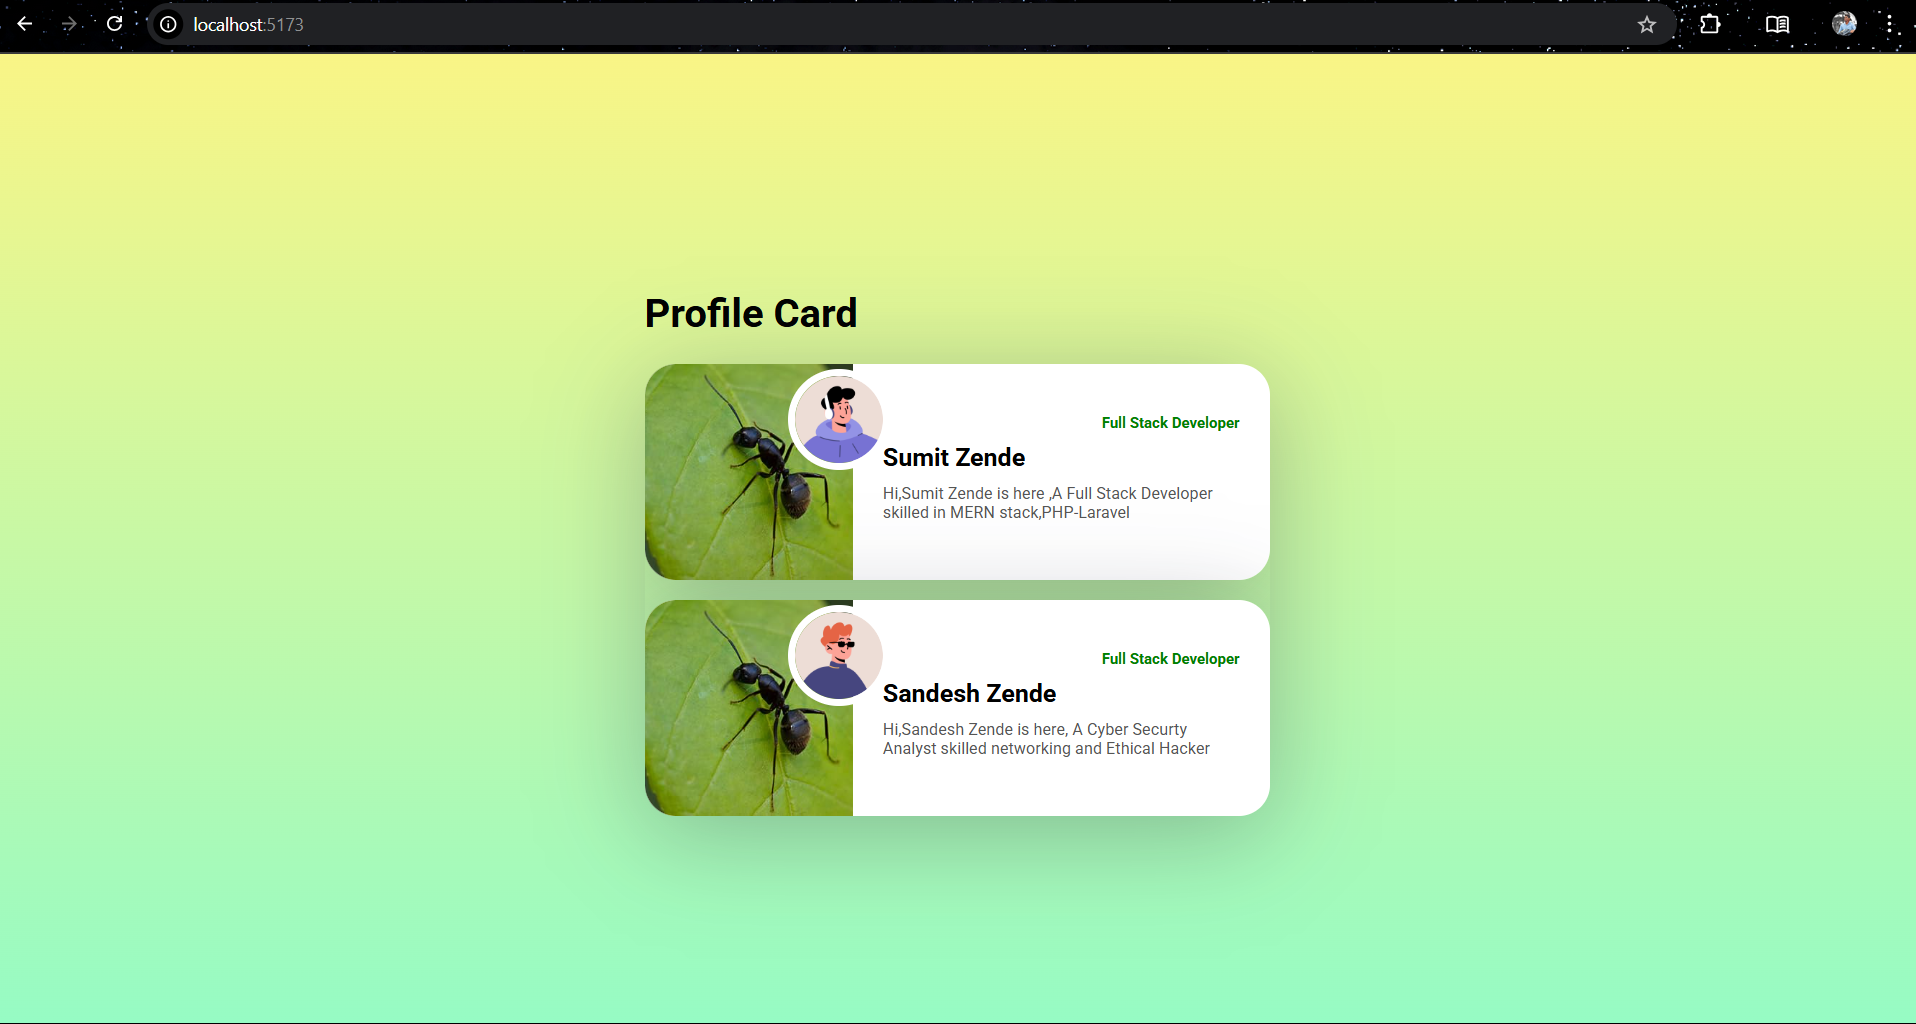 localhost:5173
Profile Card
Full Stack Developer
Sumit Zende
Hi,Sumit Zende is here ,A Full Stack Developer
skilled in MERN stack,PHP-Laravel
Full Stack Developer
Sandesh Zende
Hi,Sandesh Zende is here, A Cyber Securty
Analyst skilled networking and Ethical Hacker